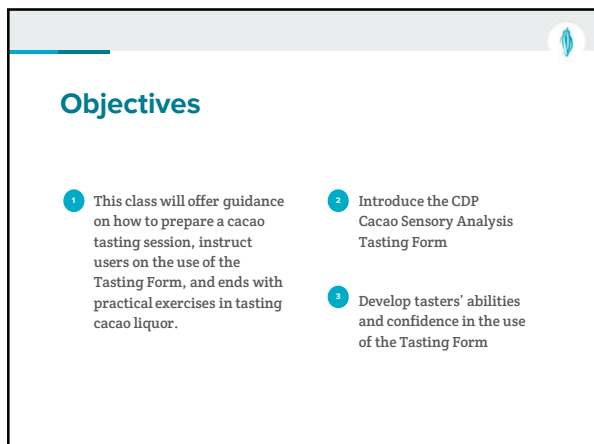 Objectives
1 This class will offer guidance
on how to prepare a cacao
tasting session, instruct
users on the use of the
Tasting Form, and ends with
practical exercises in tasting
cacao liquor.
2 Introduce the CDP
Cacao Sensory Analysis
Tasting Form
3 Develop tasters’ abilities
and confidence in the use
of the Tasting Form